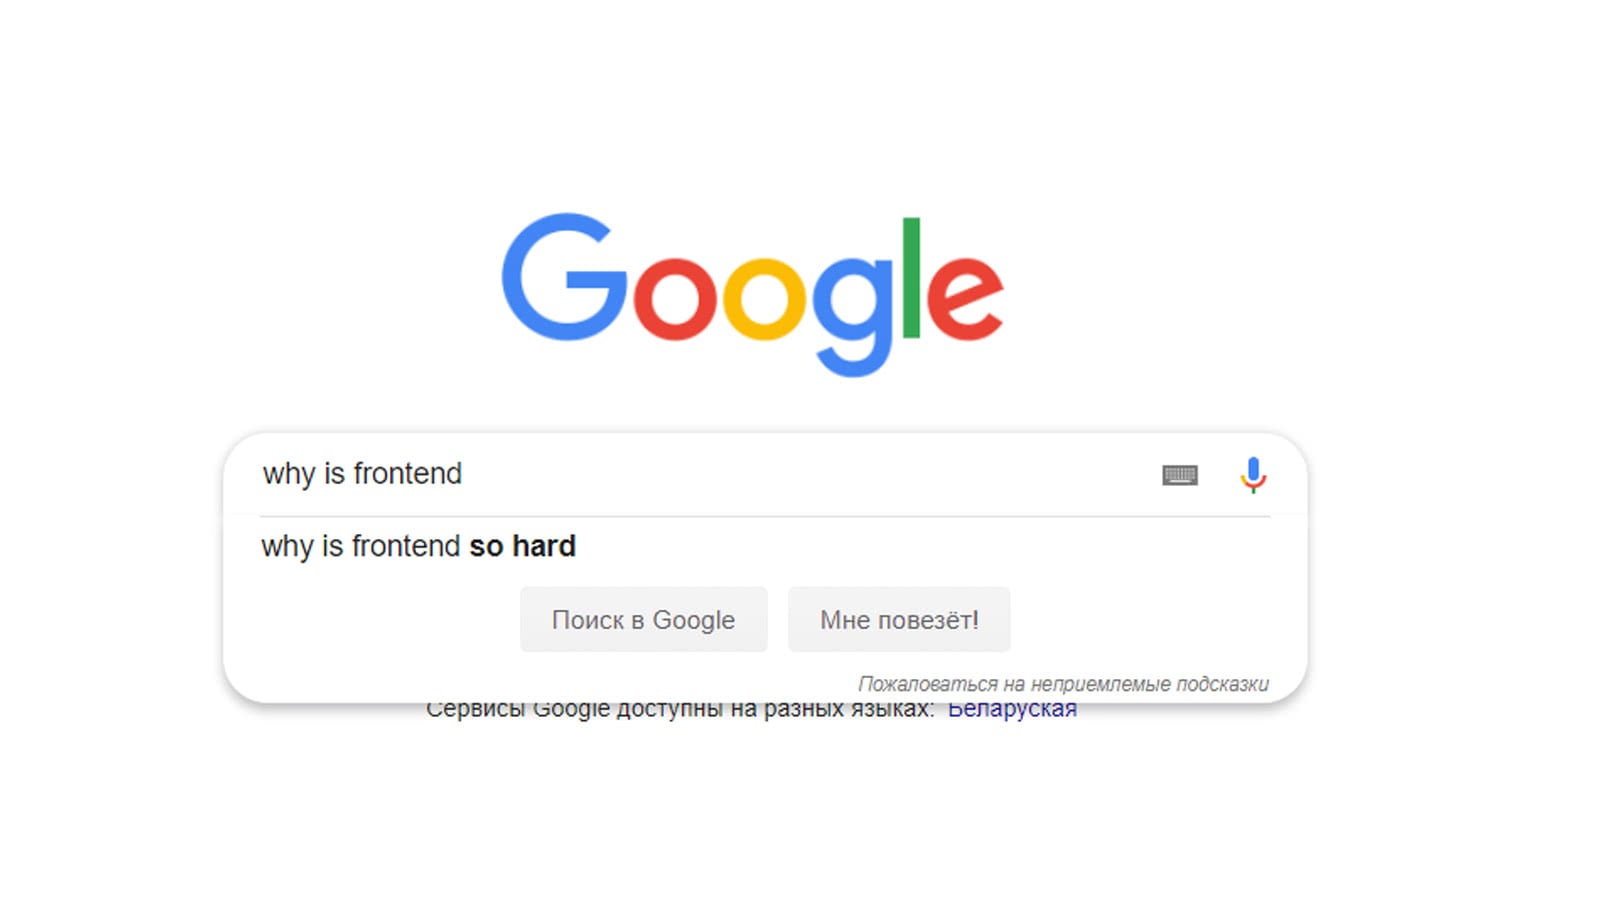 Google
why is frontend
why is frontend so hard
Поиск в Google
Мне повезёт!
Пожаловаться на неприемлемые подсказки
Сервисы Google доступны на разных языках: Беларуская